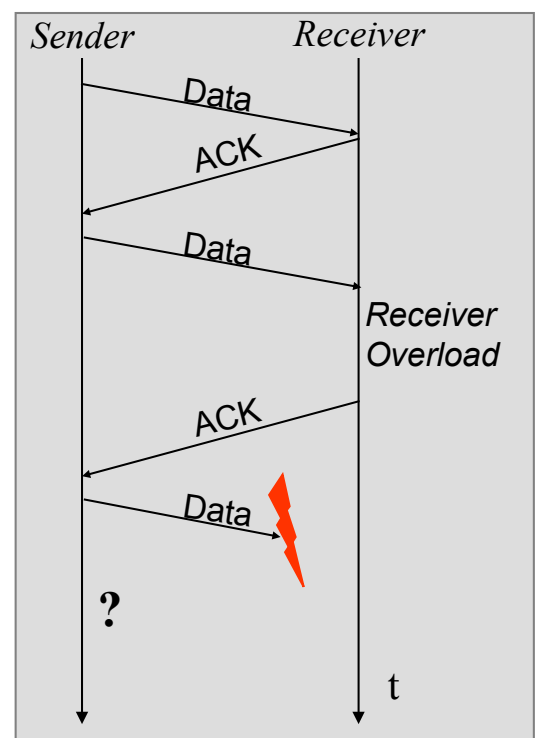 Sender Receiver
Data
ACK
Data
Receiver
Overload
ACK
Data
?
t